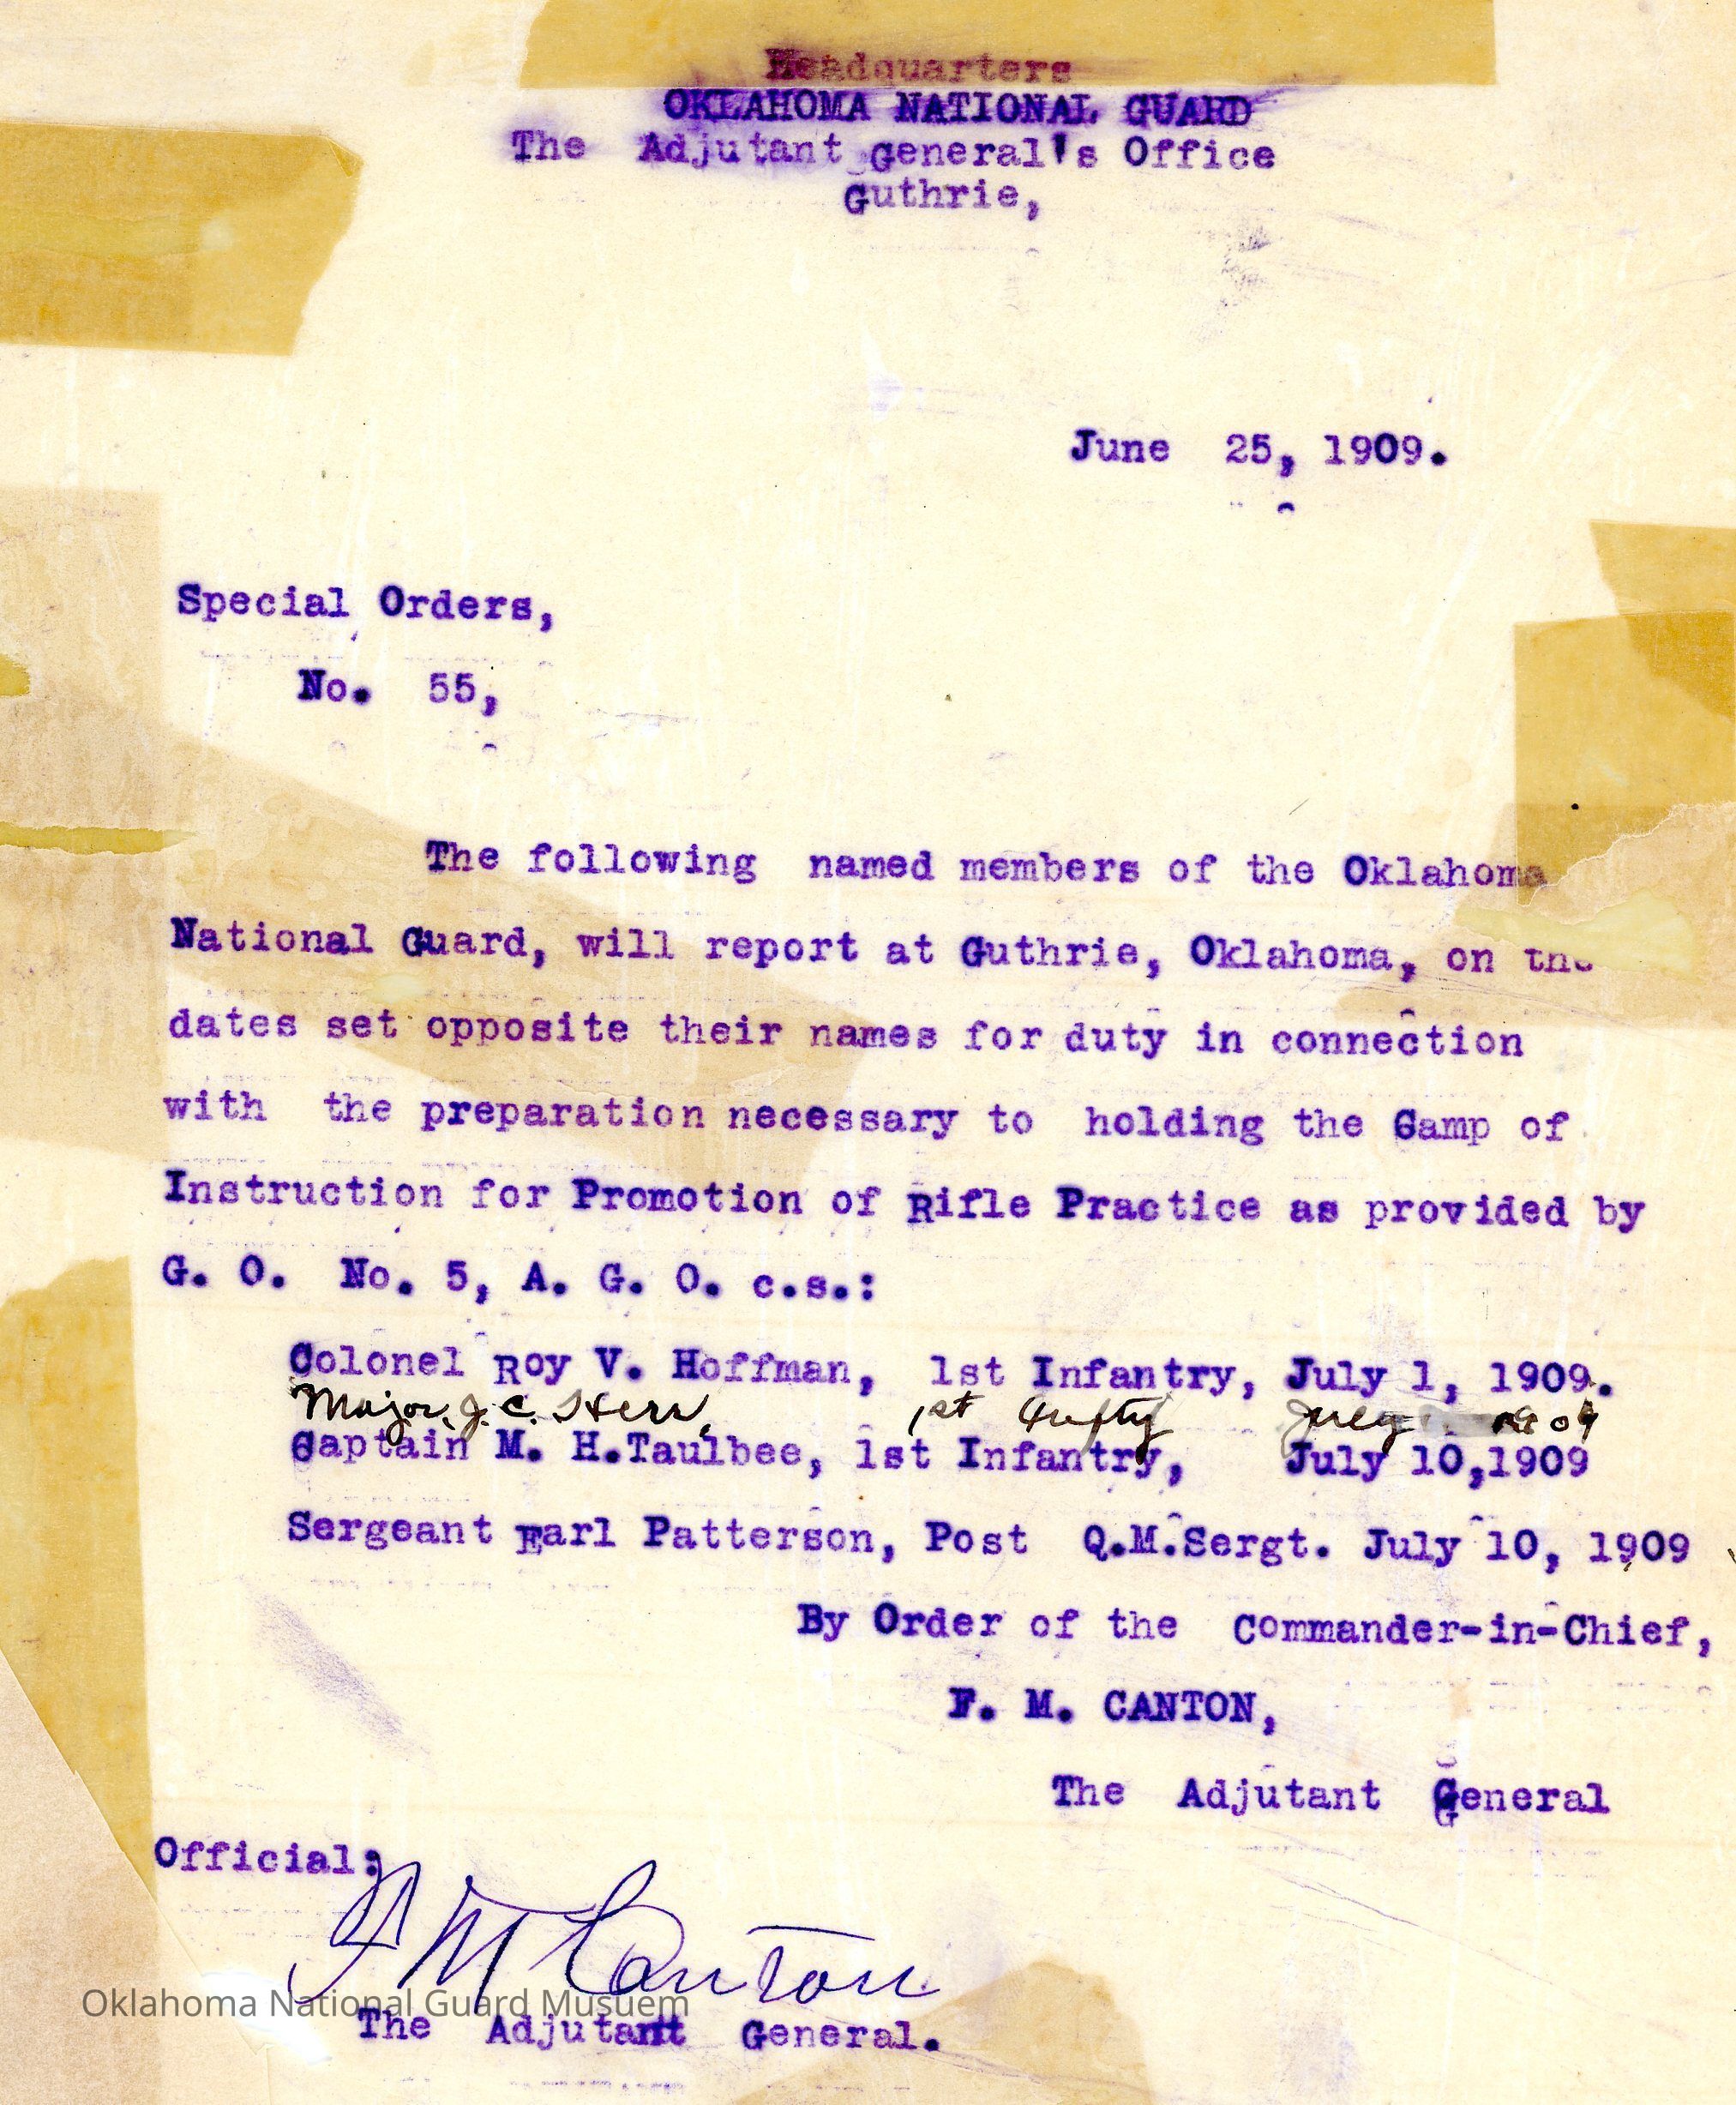 Headquarters
OKLAHOMA NATIONAL GUARD
The Adjutant General's Office
Guthrie,
June 25, 1909.
Special Orders,
No. 55,
The following named members of the Oklahoma
National Guard, will report at Guthrie, Oklahoma, on the
dates set opposite their names for duty in connection
with the preparation necessary to holding the Camp of
Instruction for Promotion of Rifle Practice as provided by
G. O. No. 5, A. G. O. c.s.:
Colonel Roy V. Hoffman, 1st Infantry, July 1, 1909.
Major J. C. Herr, 1st Infty July 1909
Captain M. H.Taulbee, 1st Infantry, July 10,1909
Sergeant Earl Patterson, Post Q.M.Sergt. July 10, 1909
By Order of the Commander-in-Chief,
F. M. CANTON,
The Adjutant General
Official:
F M Canton
Oklahoma National Guard Musuem
The Adjutant General.